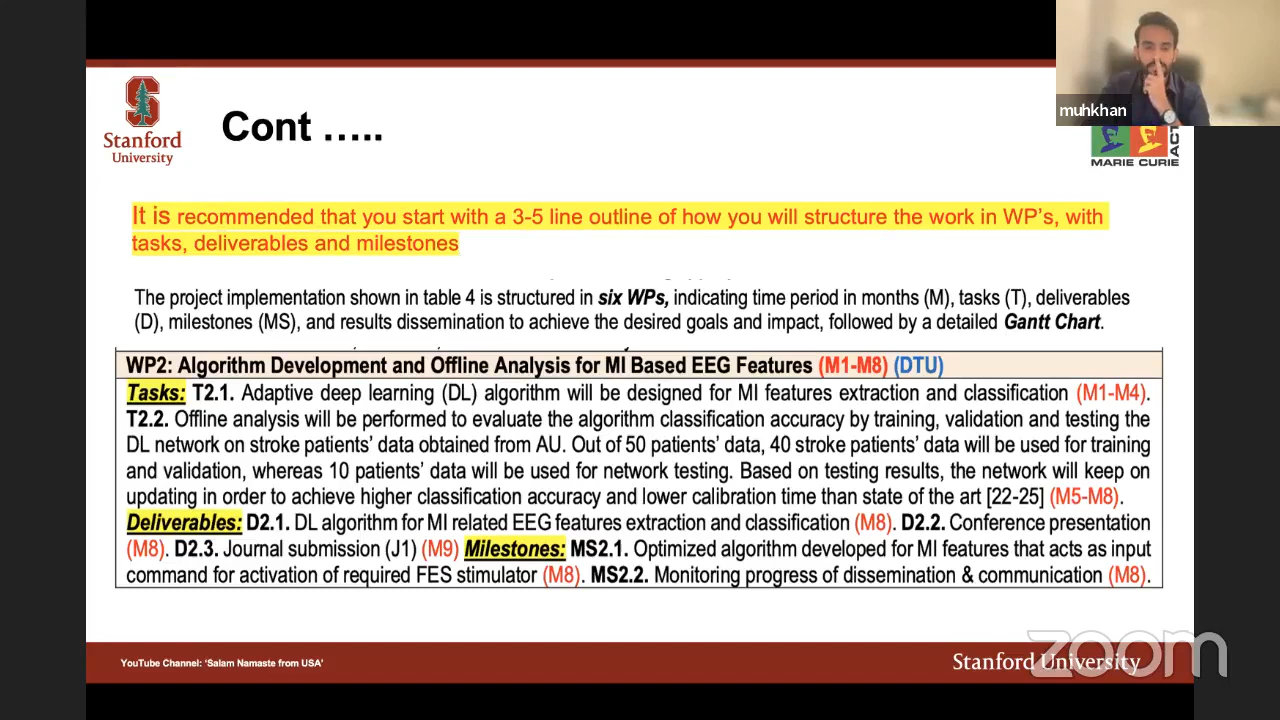 muhkhan
Stanford
University
Cont …..
MARIE CURIE
ACT
It is recommended that you start with a 3-5 line outline of how you will structure the work in WP's, with
tasks, deliverables and milestones
The project implementation shown in table 4 is structured in six WPs, indicating time period in months (M), tasks (T), deliverables
(D), milestones (MS), and results dissemination to achieve the desired goals and impact, followed by a detailed Gantt Chart.
WP2: Algorithm Development and Offline Analysis for MI Based EEG Features (M1-M8) (DTU)
Tasks: T2.1. Adaptive deep learning (DL) algorithm will be designed for MI features extraction and classification (M1-M4).
T2.2. Offline analysis will be performed to evaluate the algorithm classification accuracy by training, validation and testing the
DL network on stroke patients' data obtained from AU. Out of 50 patients' data, 40 stroke patients' data will be used for training
and validation, whereas 10 patients' data will be used for network testing. Based on testing results, the network will keep on
updating in order to achieve higher classification accuracy and lower calibration time than state of the art [22-25] (M5-M8).
Deliverables: D2.1. DL algorithm for MI related EEG features extraction and classification (M8). D2.2. Conference presentation
(M8). D2.3. Journal submission (J1) (M9) Milestones: MS2.1. Optimized algorithm developed for MI features that acts as input
command for activation of required FES stimulator (M8). MS2.2. Monitoring progress of dissemination & communication (M8).
YouTube Channel: 'Salam Namaste from USA'
Stanford University
zoom